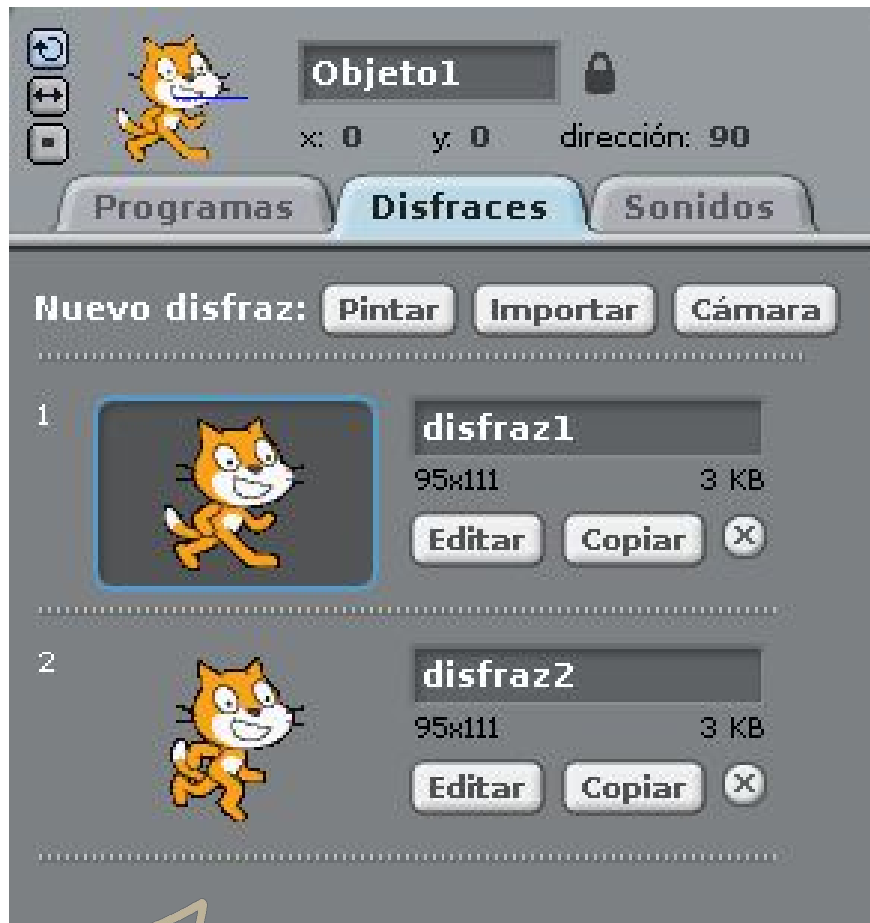 Objeto1
x: 0 y: 0 dirección: 90
Programas Disfraces Sonidos
Nuevo disfraz: Pintar Importar Cámara
1
disfraz1
95x111 3 KB
Editar Copiar
2
disfraz2
95x111 3 KB
Editar Copiar